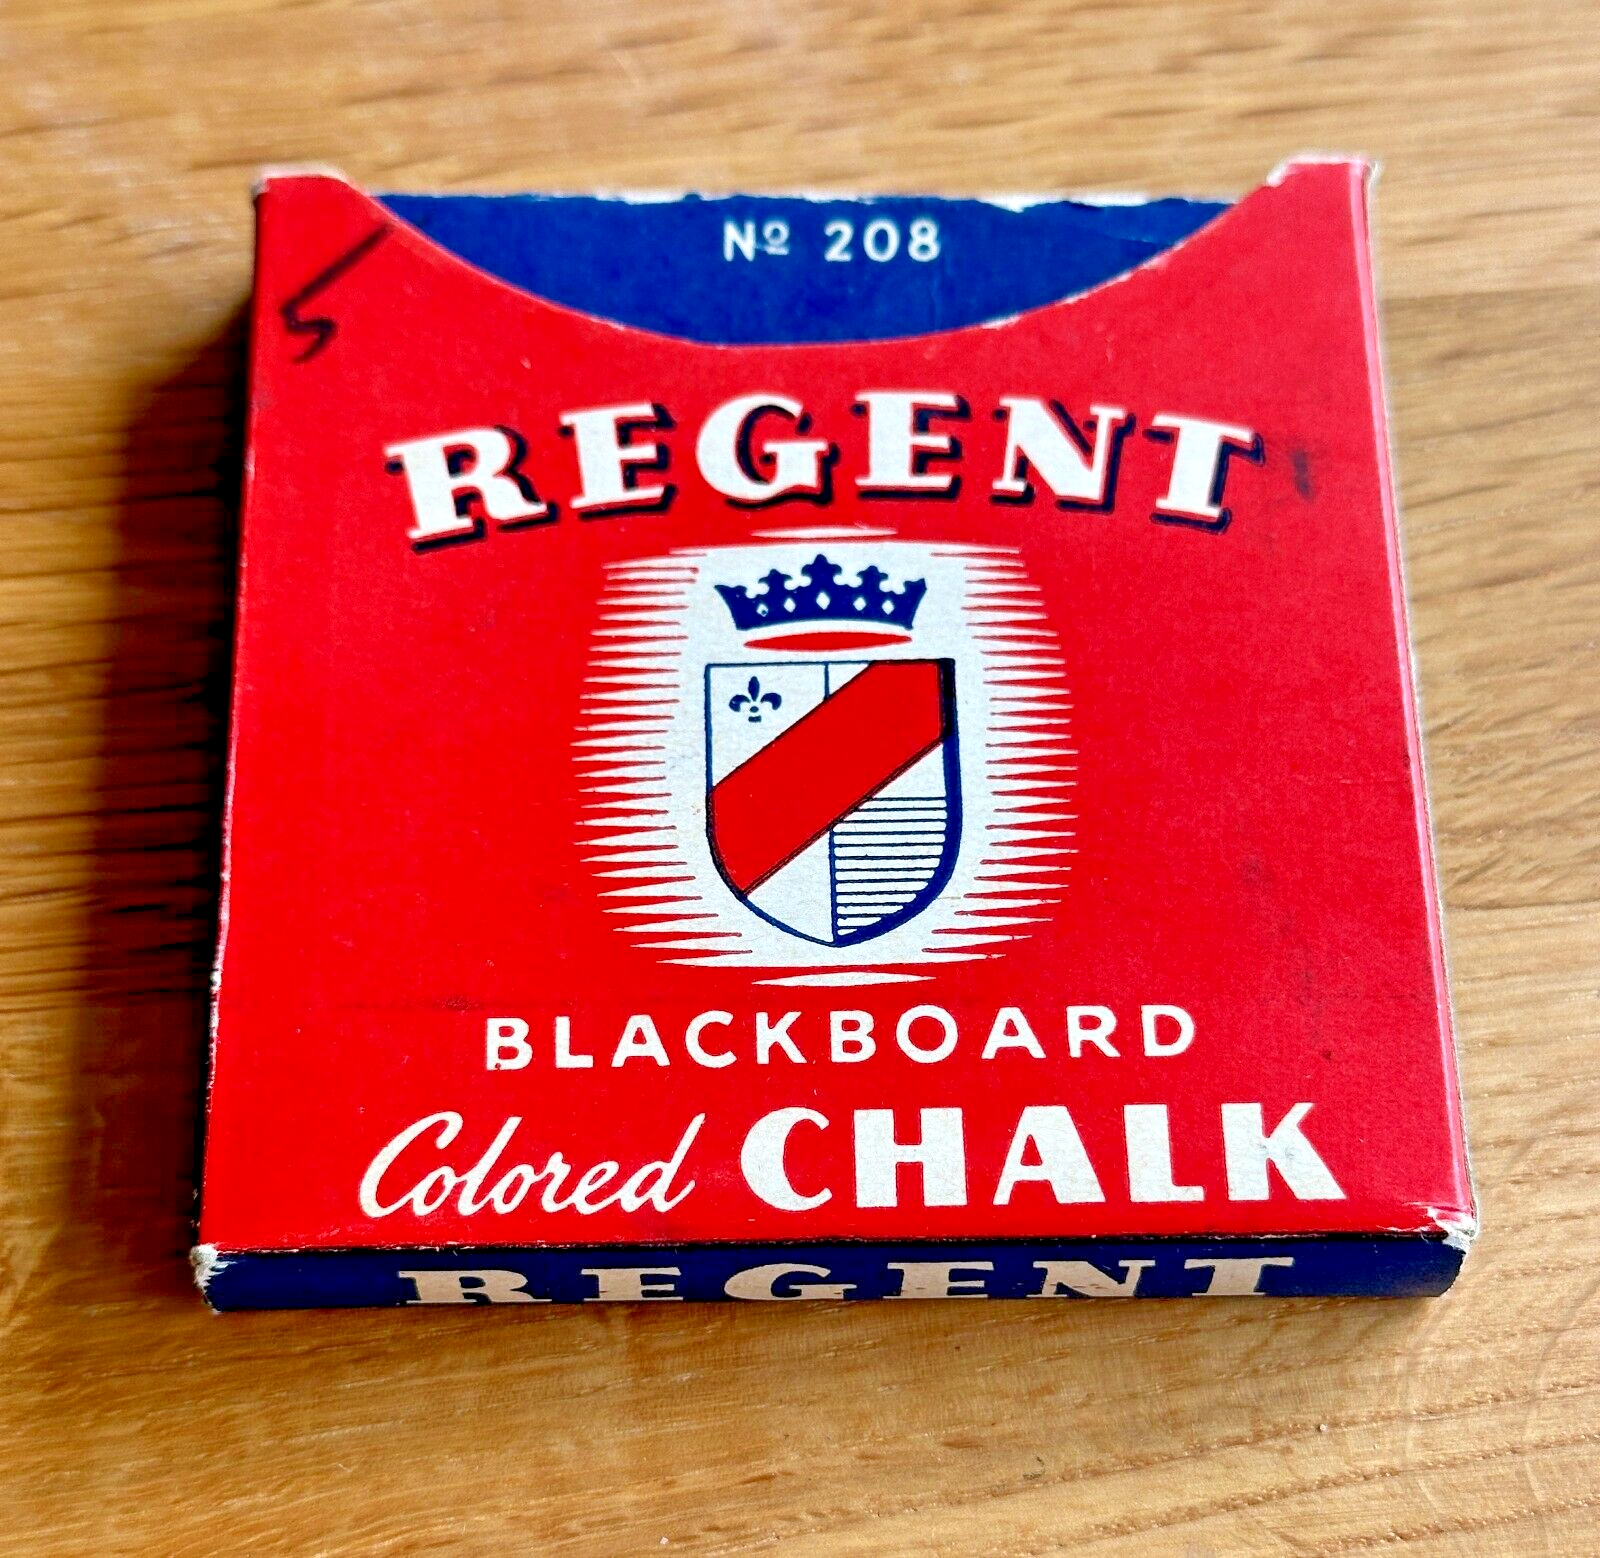 Nº 208
REGENT
BLACKBOARD
Colored CHALK
REGENT